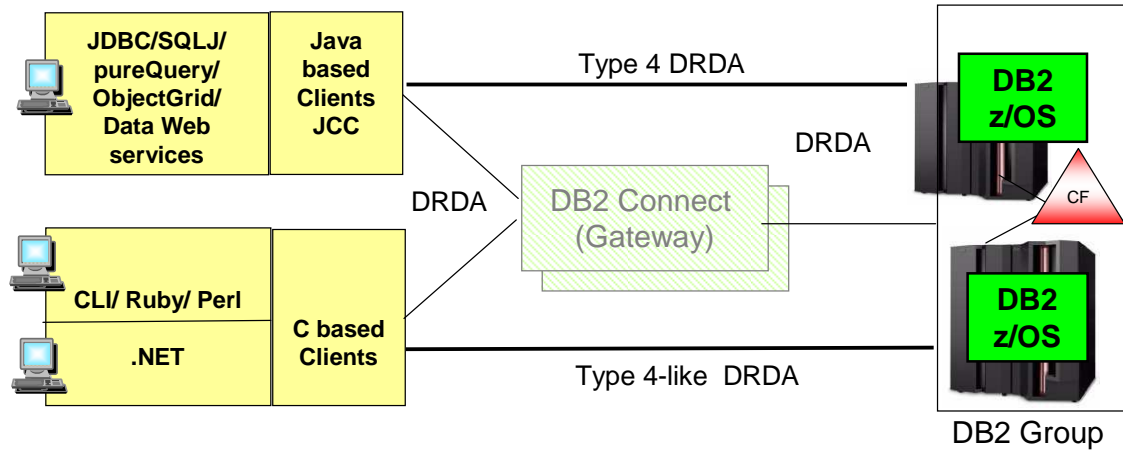 JDBC/SQLJ/
pureQuery/
ObjectGrid/
Data Web
services
Java
based
Clients
JCC
Type 4 DRDA
DB2
z/OS
DRDA
CF
DRDA
DB2 Connect
(Gateway)
CLI/ Ruby/ Perl
.NET
C based
Clients
DB2
z/OS
Type 4-like DRDA
DB2 Group